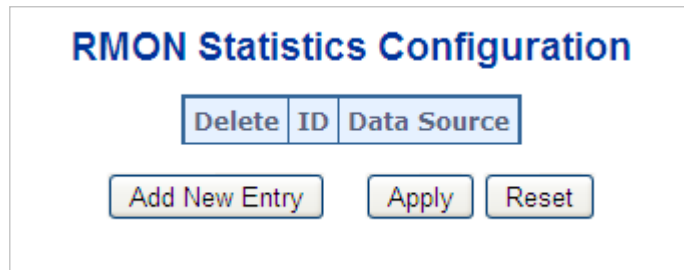 RMON Statistics Configuration
Delete ID Data Source
Add New Entry Apply Reset